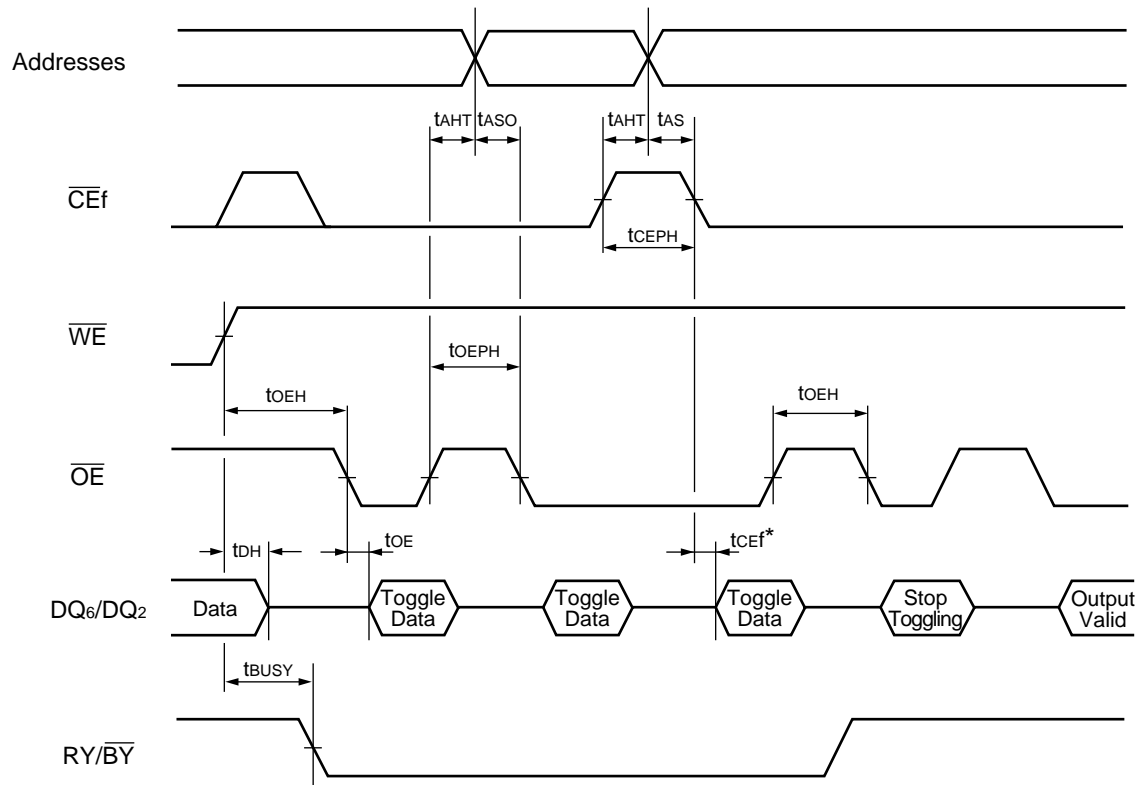 Addresses
tAHT tASO tAHT tAS
CEf
tCEPH
WE
tOEPH
tOEH tOEH
OE
tDH tOE tCEf*
DQ6/DQ2 Data Toggle Data Toggle Data Toggle Data Stop Toggling Output Valid
tBUSY
RY/BY